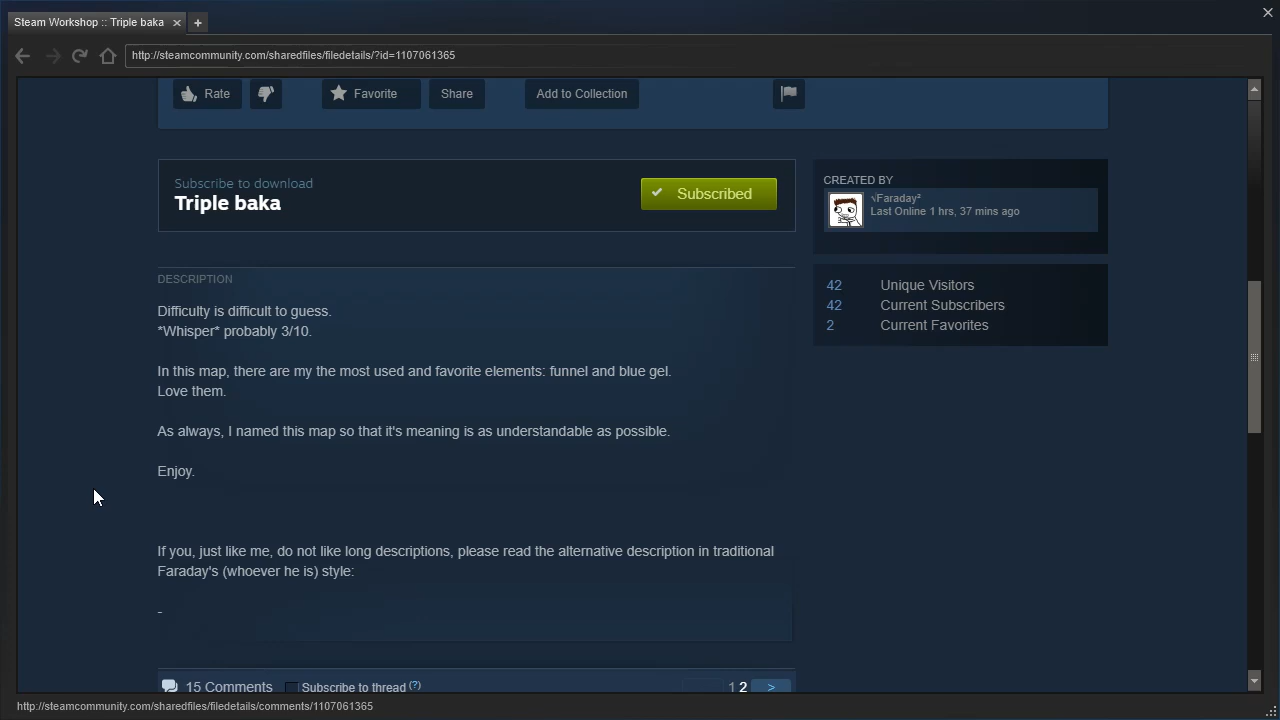 Steam Workshop :: Triple baka
http://steamcommunity.com/sharedfiles/filedetails/?id=1107061365
Rate
Favorite
Share
Add to Collection
Subscribe to download
Triple baka
Subscribed
CREATED BY
√Faraday²
Last Online 1 hrs, 37 mins ago
42 Unique Visitors
42 Current Subscribers
2 Current Favorites
DESCRIPTION
Difficulty is difficult to guess.
*Whisper* probably 3/10.
In this map, there are my the most used and favorite elements: funnel and blue gel.
Love them.
As always, I named this map so that it's meaning is as understandable as possible.
Enjoy.
If you, just like me, do not like long descriptions, please read the alternative description in traditional
Faraday's (whoever he is) style:
-
15 Comments Subscribe to thread (?) 1 2 >
http://steamcommunity.com/sharedfiles/filedetails/comments/1107061365